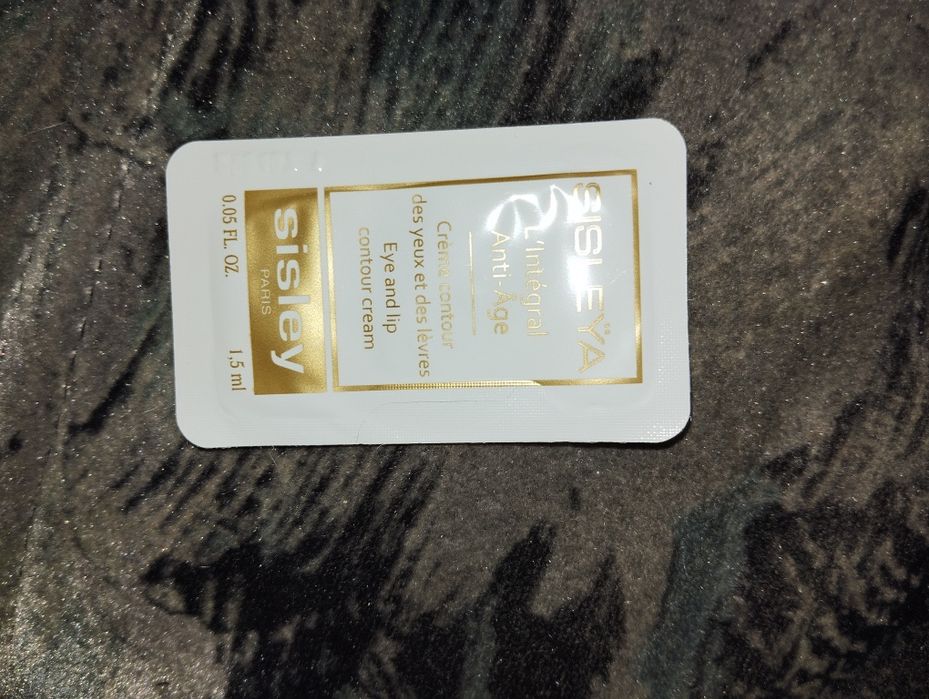 SISLEŸA
L'Intégral
Anti-Âge
Crème contour
des yeux et des lèvres
Eye and lip
contour cream
sisley
PARIS
0.05 FL. OZ. 1,5 ml